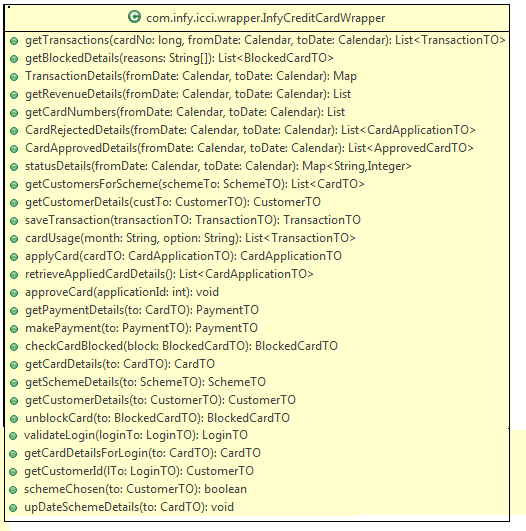 C com.infy.icci.wrapper.InfyCreditCardWrapper
getTransactions(cardNo: long, fromDate: Calendar, toDate: Calendar): List<TransactionTO>
getBlockedDetails(reasons: String[]): List<BlockedCardTO>
TransactionDetails(fromDate: Calendar, toDate: Calendar): Map
getRevenueDetails(fromDate: Calendar, toDate: Calendar): List
getCardNumbers(fromDate: Calendar, toDate: Calendar): List
CardRejectedDetails(fromDate: Calendar, toDate: Calendar): List<CardApplicationTO>
CardApprovedDetails(fromDate: Calendar, toDate: Calendar): List<ApprovedCardTO>
statusDetails(fromDate: Calendar, toDate: Calendar): Map<String,Integer>
getCustomersForScheme(schemeTo: SchemeTO): List<CardTO>
getCustomerDetails(custTo: CustomerTO): CustomerTO
saveTransaction(transactionTO: TransactionTO): TransactionTO
cardUsage(month: String, option: String): List<TransactionTO>
applyCard(cardTO: CardApplicationTO): CardApplicationTO
retrieveAppliedCardDetails(): List<CardApplicationTO>
approveCard(applicationId: int): void
getPaymentDetails(to: CardTO): PaymentTO
makePayment(to: PaymentTO): PaymentTO
checkCardBlocked(block: BlockedCardTO): BlockedCardTO
getCardDetails(to: CardTO): CardTO
getSchemeDetails(to: SchemeTO): SchemeTO
getCustomerDetails(to: CustomerTO): CustomerTO
unblockCard(to: BlockedCardTO): BlockedCardTO
validateLogin(loginTo: LoginTO): LoginTO
getCardDetailsForLogin(to: CardTO): CardTO
getCustomerId(lTo: LoginTO): CustomerTO
schemeChosen(to: CustomerTO): boolean
upDateSchemeDetails(to: CardTO): void